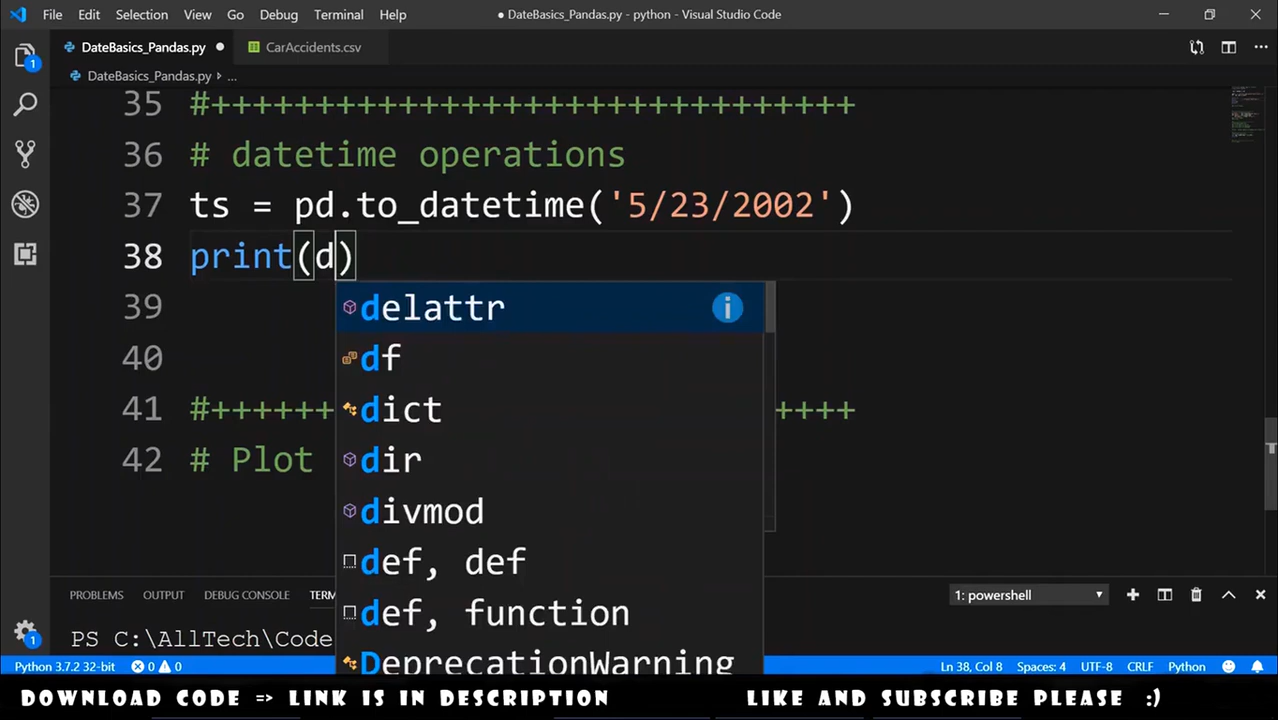 File Edit Selection View Go Debug Terminal Help ● DateBasics_Pandas.py - python - Visual Studio Code
DateBasics_Pandas.py ● CarAccidents.csv
DateBasics_Pandas.py › ...
35 #+++++++++++++++++++++++++++++++
36 # datetime operations
37 ts = pd.to_datetime('5/23/2002')
38 print(d)
39 delattr
40 df
41 #+++++++ dict ++++
42 # Plot dir
divmod
def, def
def, function
DeprecationWarning
PROBLEMS OUTPUT DEBUG CONSOLE TERM 1: powershell
PS C:\AllTech\Code
Python 3.7.2 32-bit 0 0 Ln 38, Col 8 Spaces: 4 UTF-8 CRLF Python
DOWNLOAD CODE => LINK IS IN DESCRIPTION LIKE AND SUBSCRIBE PLEASE :)